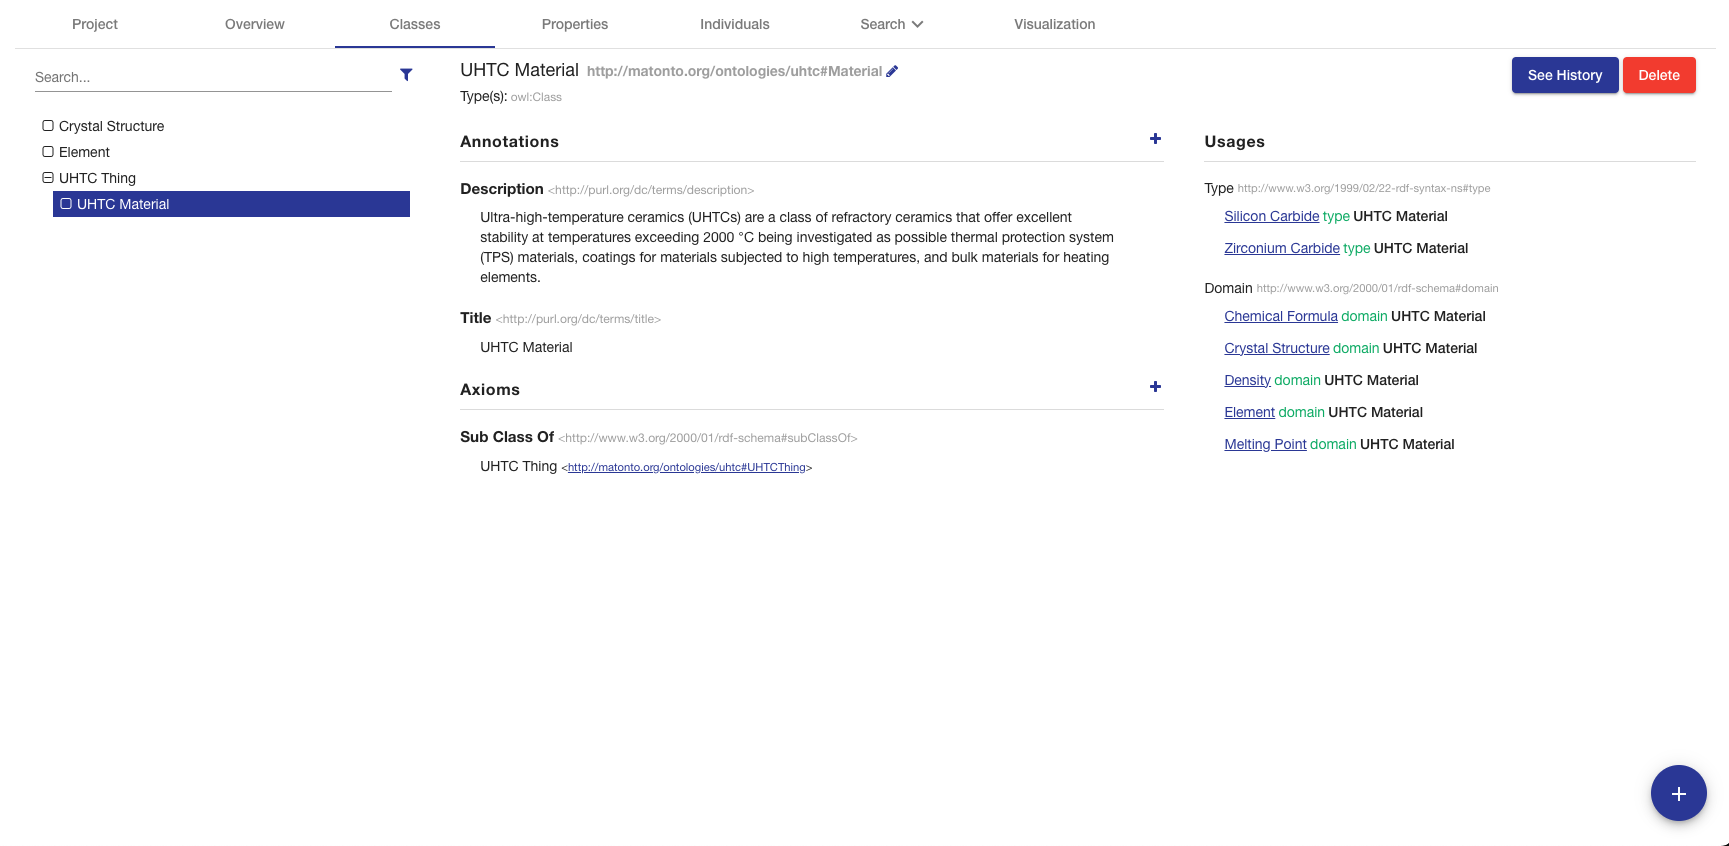 Project Overview Classes Properties Individuals Search Visualization
Search...
Crystal Structure
Element
UHTC Thing
UHTC Material
UHTC Material http://matonto.org/ontologies/uhtc#Material
Type(s): owl:Class
See History
Delete
Annotations
Description <http://purl.org/dc/terms/description>
Ultra-high-temperature ceramics (UHTCs) are a class of refractory ceramics that offer excellent
stability at temperatures exceeding 2000 °C being investigated as possible thermal protection system
(TPS) materials, coatings for materials subjected to high temperatures, and bulk materials for heating
elements.
Title <http://purl.org/dc/terms/title>
UHTC Material
Axioms
Sub Class Of <http://www.w3.org/2000/01/rdf-schema#subClassOf>
UHTC Thing <http://matonto.org/ontologies/uhtc#UHTCThing>
Usages
Type http://www.w3.org/1999/02/22-rdf-syntax-ns#type
Silicon Carbide type UHTC Material
Zirconium Carbide type UHTC Material
Domain http://www.w3.org/2000/01/rdf-schema#domain
Chemical Formula domain UHTC Material
Crystal Structure domain UHTC Material
Density domain UHTC Material
Element domain UHTC Material
Melting Point domain UHTC Material